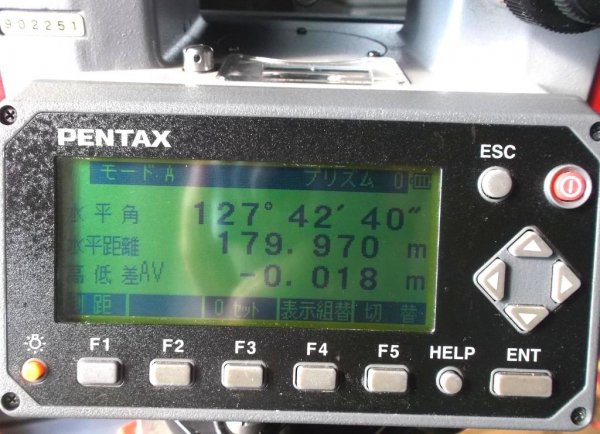 902251
PENTAX
ESC
モード A プリズム 0
水平角 127° 42′ 40″
水平距離 179.970 m
高低差AV -0.018 m
測距 0セット 表示組替 切替
F1 F2 F3 F4 F5 HELP ENT